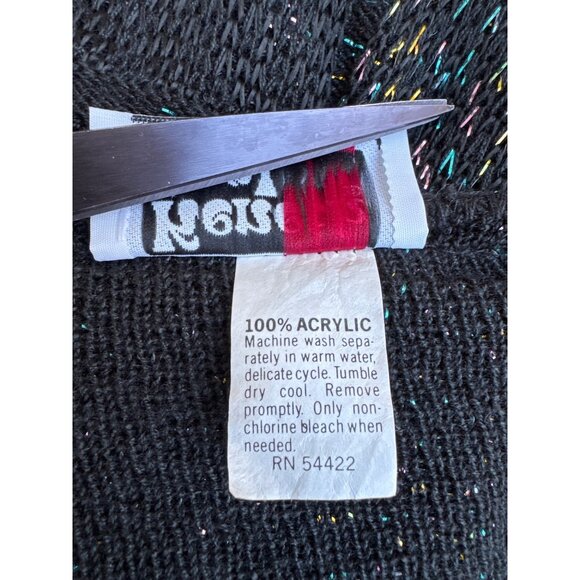 100% ACRYLIC
Machine wash sepa-
rately in warm water,
delicate cycle. Tumble
dry cool. Remove
promptly. Only non-
chlorine bleach when
needed.
RN 54422